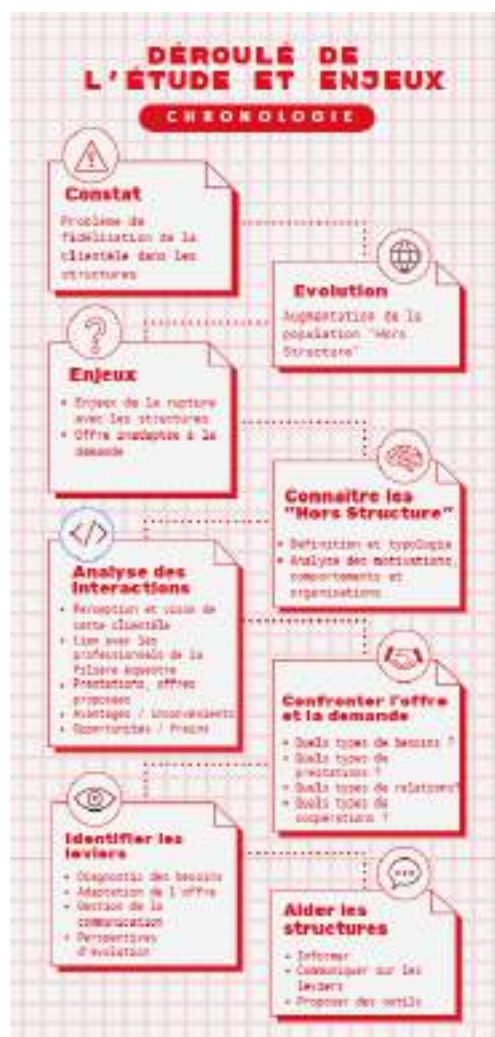 DÉROULÉ DE
L'ÉTUDE ET ENJEUX
CHRONOLOGIE
Constat
Problème de
fidélisation de la
clientèle dans les
structures
Evolution
Augmentation de la
population "Hors
Structure"
Enjeux
• Enjeux de la rupture
avec les structures
• Offre inadaptée à la
demande
Connaitre les
"Hors Structure"
• Définition et typologie
• Analyse des motivations,
comportements et
organisations
Analyse des
interactions
• Perception et vision de
cette clientèle
• Lien avec les
professionnels de la
filière équestre
• Prestations, offres
proposées
• Avantages / inconvénients
• Opportunités / Freins
Confronter l'offre
et la demande
• Quels types de besoins ?
• Quels types de
prestations ?
• Quels types de relations?
• Quels types de
coopérations ?
Identifier les
leviers
• Diagnostic des besoins
• Adaptation de l'offre
• Gestion de la
communication
• Perspectives
d'évolution
Aider les
structures
• Informer
• Communiquer sur les
leviers
• Proposer des outils